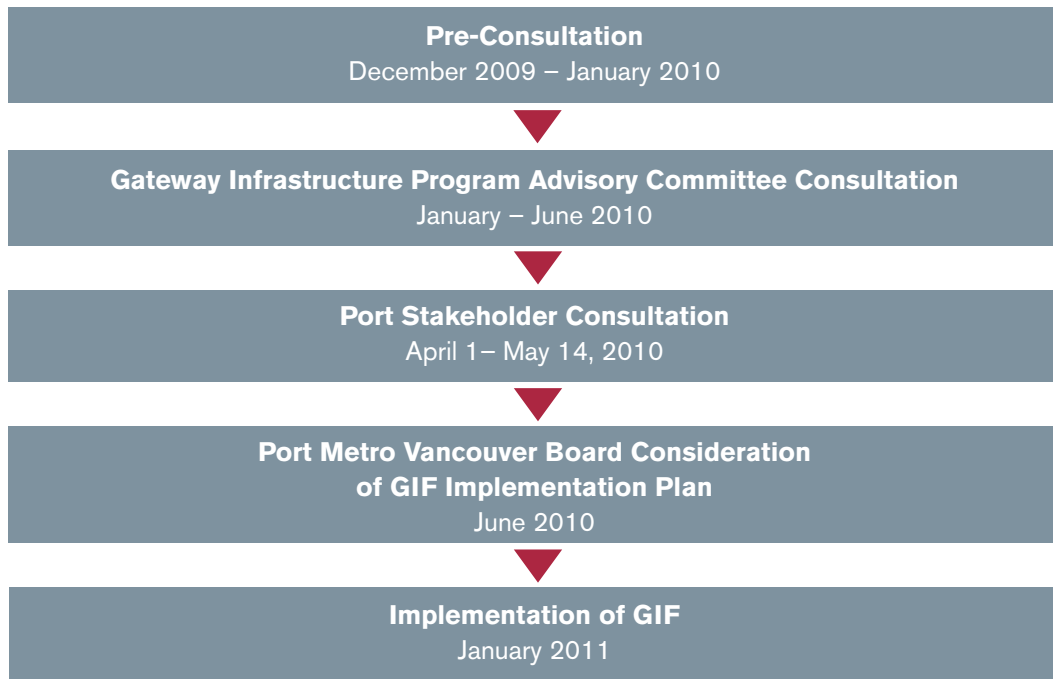 Pre-Consultation
December 2009 – January 2010
Gateway Infrastructure Program Advisory Committee Consultation
January – June 2010
Port Stakeholder Consultation
April 1– May 14, 2010
Port Metro Vancouver Board Consideration
of GIF Implementation Plan
June 2010
Implementation of GIF
January 2011